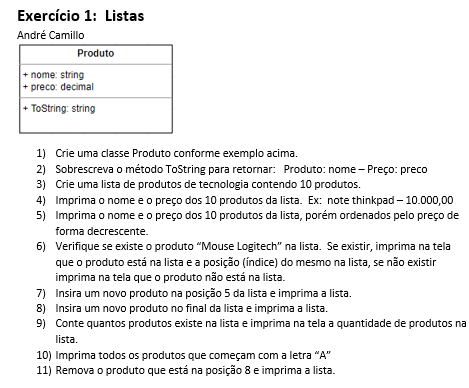 Exercício 1:  Listas
André Camillo
Produto
+ nome: string
+ preco: decimal
+ ToString: string
1) Crie uma classe Produto conforme exemplo acima.
2) Sobrescreva o método ToString para retornar:   Produto: nome – Preço: preco
3) Crie uma lista de produtos de tecnologia contendo 10 produtos.
4) Imprima o nome e o preço dos 10 produtos da lista.  Ex:  note thinkpad – 10.000,00
5) Imprima o nome e o preço dos 10 produtos da lista, porém ordenados pelo preço de
forma decrescente.
6) Verifique se existe o produto “Mouse Logitech” na lista.  Se existir, imprima na tela
que o produto está na lista e a posição (índice) do mesmo na lista, se não existir
imprima na tela que o produto não está na lista.
7) Insira um novo produto na posição 5 da lista e imprima a lista.
8) Insira um novo produto no final da lista e imprima a lista.
9) Conte quantos produtos existe na lista e imprima na tela a quantidade de produtos na
lista.
10) Imprima todos os produtos que começam com a letra “A”
11) Remova o produto que está na posição 8 e imprima a lista.